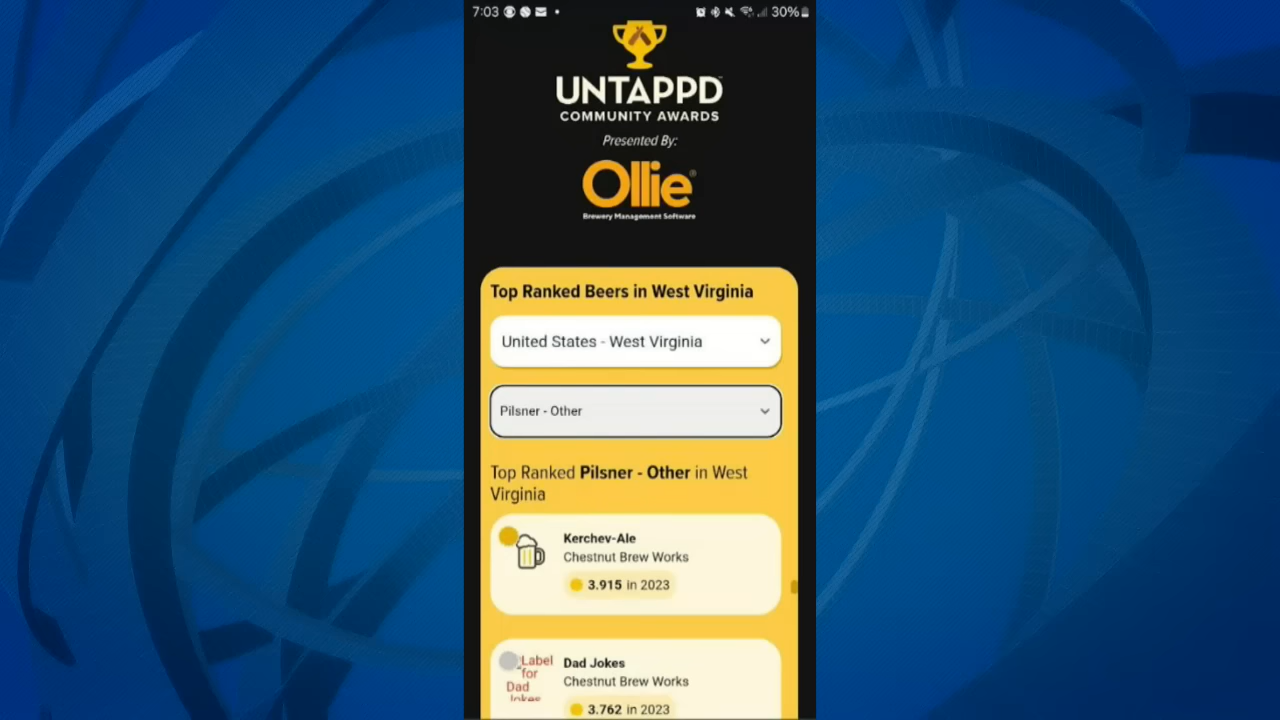 7:03
30%
UNTAPPD
COMMUNITY AWARDS
Presented By:
Ollie®
Brewery Management Software
Top Ranked Beers in West Virginia
United States - West Virginia
Pilsner - Other
Top Ranked Pilsner - Other in West
Virginia
Kerchev-Ale
Chestnut Brew Works
3.915 in 2023
Label
for
Dad
Jokes
Dad Jokes
Chestnut Brew Works
3.762 in 2023